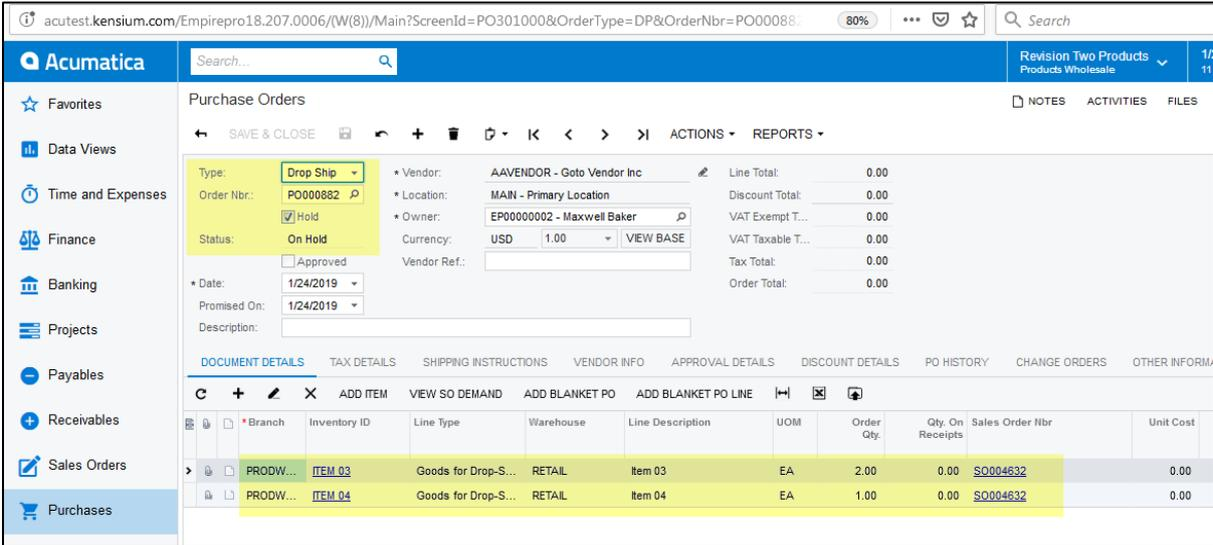 acutest.kensium.com/Empirepro18.207.0006/(W(8))/Main?ScreenId=PO301000&OrderType=DP&OrderNbr=PO000882 80% Search
Acumatica Search... Revision Two Products
Products Wholesale
Favorites Purchase Orders NOTES ACTIVITIES FILES
SAVE & CLOSE ACTIONS REPORTS
Data Views
Type: Drop Ship * Vendor: AAVENDOR - Goto Vendor Inc Line Total: 0.00
Time and Expenses Order Nbr.: PO000882 * Location: MAIN - Primary Location Discount Total: 0.00
Hold * Owner: EP00000002 - Maxwell Baker VAT Exempt T... 0.00
Finance Status: On Hold Currency: USD 1.00 VIEW BASE VAT Taxable T... 0.00
Approved Vendor Ref.: Tax Total: 0.00
Banking * Date: 1/24/2019 Order Total: 0.00
Promised On: 1/24/2019
Projects Description:
DOCUMENT DETAILS TAX DETAILS SHIPPING INSTRUCTIONS VENDOR INFO APPROVAL DETAILS DISCOUNT DETAILS PO HISTORY CHANGE ORDERS OTHER INFORMA
Payables
ADD ITEM VIEW SO DEMAND ADD BLANKET PO ADD BLANKET PO LINE
Receivables * Branch Inventory ID Line Type Warehouse Line Description UOM Order Qty. Qty. On Receipts Sales Order Nbr Unit Cost
Sales Orders PRODW... ITEM 03 Goods for Drop-S... RETAIL Item 03 EA 2.00 0.00 SO004632 0.00
PRODW... ITEM 04 Goods for Drop-S... RETAIL Item 04 EA 1.00 0.00 SO004632 0.00
Purchases